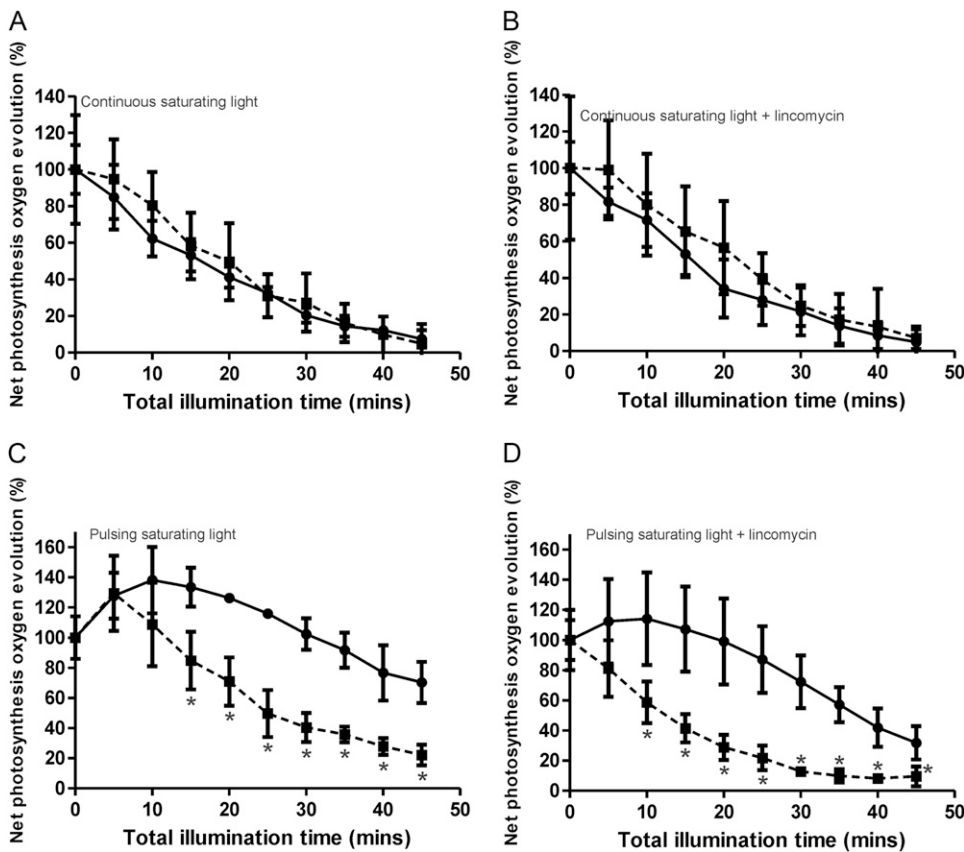 A
Net photosynthesis oxygen evolution (%)
Continuous saturating light
140
120
100
80
60
40
20
0
0 10 20 30 40 50
Total illumination time (mins)
B
Net photosynthesis oxygen evolution (%)
Continuous saturating light + lincomycin
140
120
100
80
60
40
20
0
0 10 20 30 40 50
Total illumination time (mins)
C
Net photosynthesis oxygen evolution (%)
Pulsing saturating light
160
140
120
100
80
60
40
20
0
* * * * * * *
0 10 20 30 40 50
Total illumination time (mins)
D
Net photosynthesis oxygen evolution (%)
Pulsing saturating light + lincomycin
160
140
120
100
80
60
40
20
0
* * * * * * * *
0 10 20 30 40 50
Total illumination time (mins)